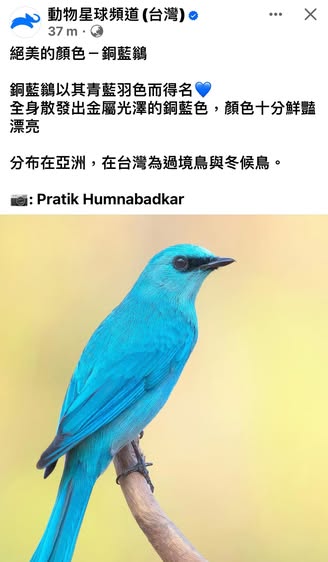 動物星球頻道 (台灣)
37 m ·
絕美的顏色－銅藍鶲
銅藍鶲以其青藍羽色而得名💙
全身散發出金屬光澤的銅藍色，顏色十分鮮豔
漂亮
分布在亞洲，在台灣為過境鳥與冬候鳥。
📷: Pratik Humnabadkar